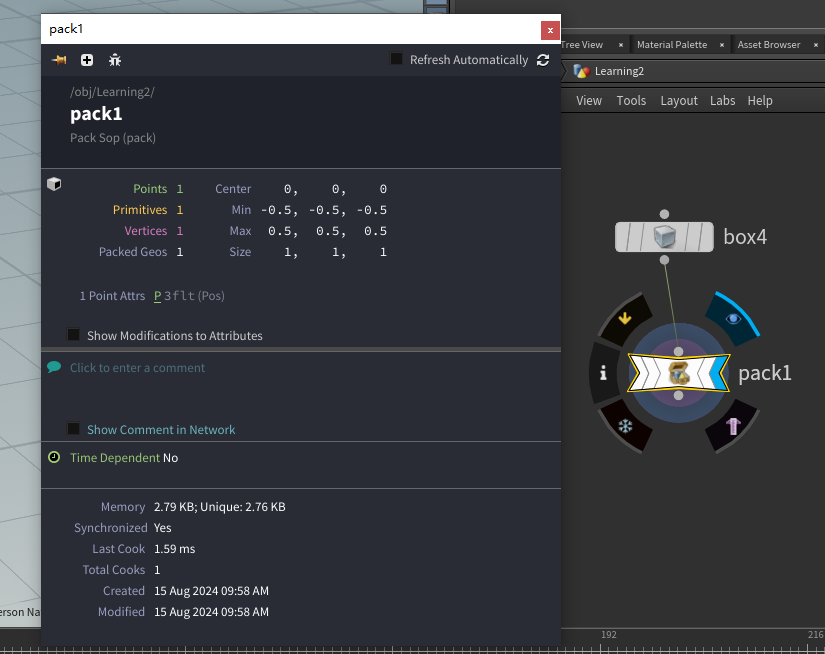 pack1
x
Refresh Automatically
/obj/Learning2/
pack1
Pack Sop (pack)
Points 1 Center 0, 0, 0
Primitives 1 Min -0.5, -0.5, -0.5
Vertices 1 Max 0.5, 0.5, 0.5
Packed Geos 1 Size 1, 1, 1
1 Point Attrs P 3flt (Pos)
Show Modifications to Attributes
Click to enter a comment
Show Comment in Network
Time Dependent No
Memory 2.79 KB; Unique: 2.76 KB
Synchronized Yes
Last Cook 1.59 ms
Total Cooks 1
Created 15 Aug 2024 09:58 AM
Modified 15 Aug 2024 09:58 AM
Tree View × Material Palette × Asset Browser ×
Learning2
View Tools Layout Labs Help
box4
i
pack1
erson Na
192 216